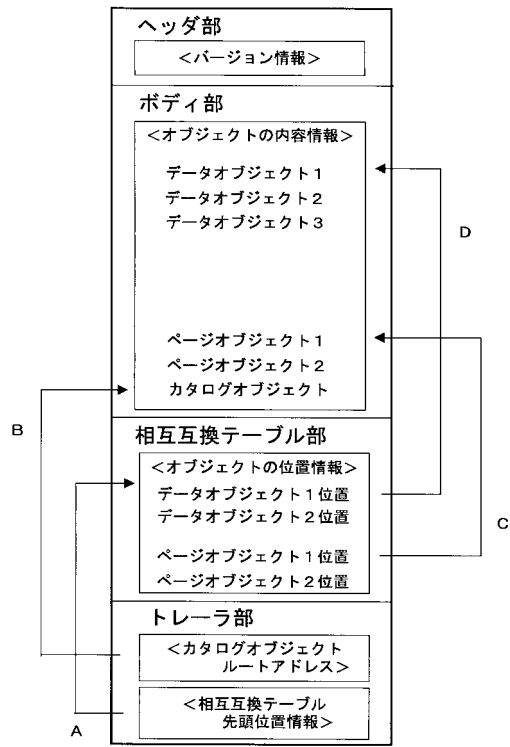 ヘッダ部
<バージョン情報>
ボディ部
<オブジェクトの内容情報>
データオブジェクト1
データオブジェクト2
データオブジェクト3
ページオブジェクト1
ページオブジェクト2
カタログオブジェクト
相互互換テーブル部
<オブジェクトの位置情報>
データオブジェクト1位置
データオブジェクト2位置
ページオブジェクト1位置
ページオブジェクト2位置
トレーラ部
<カタログオブジェクト
ルートアドレス>
<相互互換テーブル
先頭位置情報>
A
B
C
D